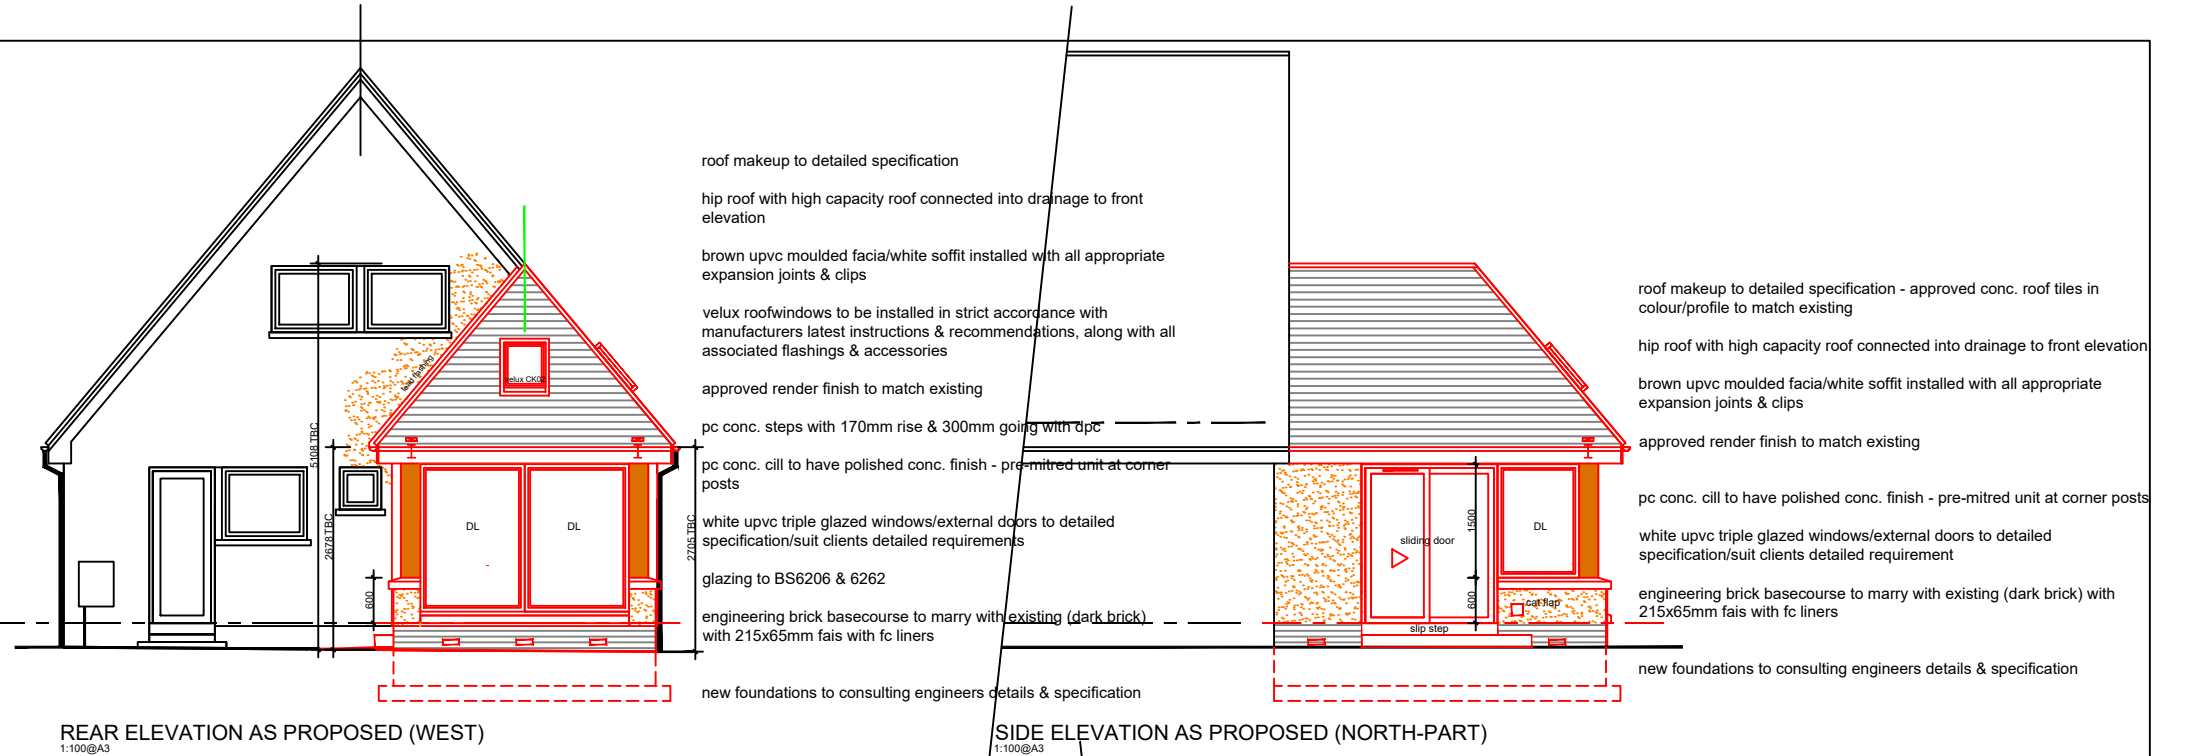 roof makeup to detailed specification
hip roof with high capacity roof connected into drainage to front
elevation
brown upvc moulded facia/white soffit installed with all appropriate
expansion joints & clips
velux roofwindows to be installed in strict accordance with
manufacturers latest instructions & recommendations, along with all
associated flashings & accessories
approved render finish to match existing
pc conc. steps with 170mm rise & 300mm going with dpc
pc conc. cill to have polished conc. finish - pre-mitred unit at corner
posts
white upvc triple glazed windows/external doors to detailed
specification/suit clients detailed requirements
glazing to BS6206 & 6262
engineering brick basecourse to marry with existing (dark brick)
with 215x65mm fais with fc liners
new foundations to consulting engineers details & specification
lead flashing
velux CK02
5108 TBC
2678 TBC
600
DL
DL
2705 TBC
REAR ELEVATION AS PROPOSED (WEST)
1:100@A3
sliding door
1500
600
DL
cat flap
slip step
roof makeup to detailed specification - approved conc. roof tiles in
colour/profile to match existing
hip roof with high capacity roof connected into drainage to front elevation
brown upvc moulded facia/white soffit installed with all appropriate
expansion joints & clips
approved render finish to match existing
pc conc. cill to have polished conc. finish - pre-mitred unit at corner posts
white upvc triple glazed windows/external doors to detailed
specification/suit clients detailed requirement
engineering brick basecourse to marry with existing (dark brick) with
215x65mm fais with fc liners
new foundations to consulting engineers details & specification
SIDE ELEVATION AS PROPOSED (NORTH-PART)
1:100@A3